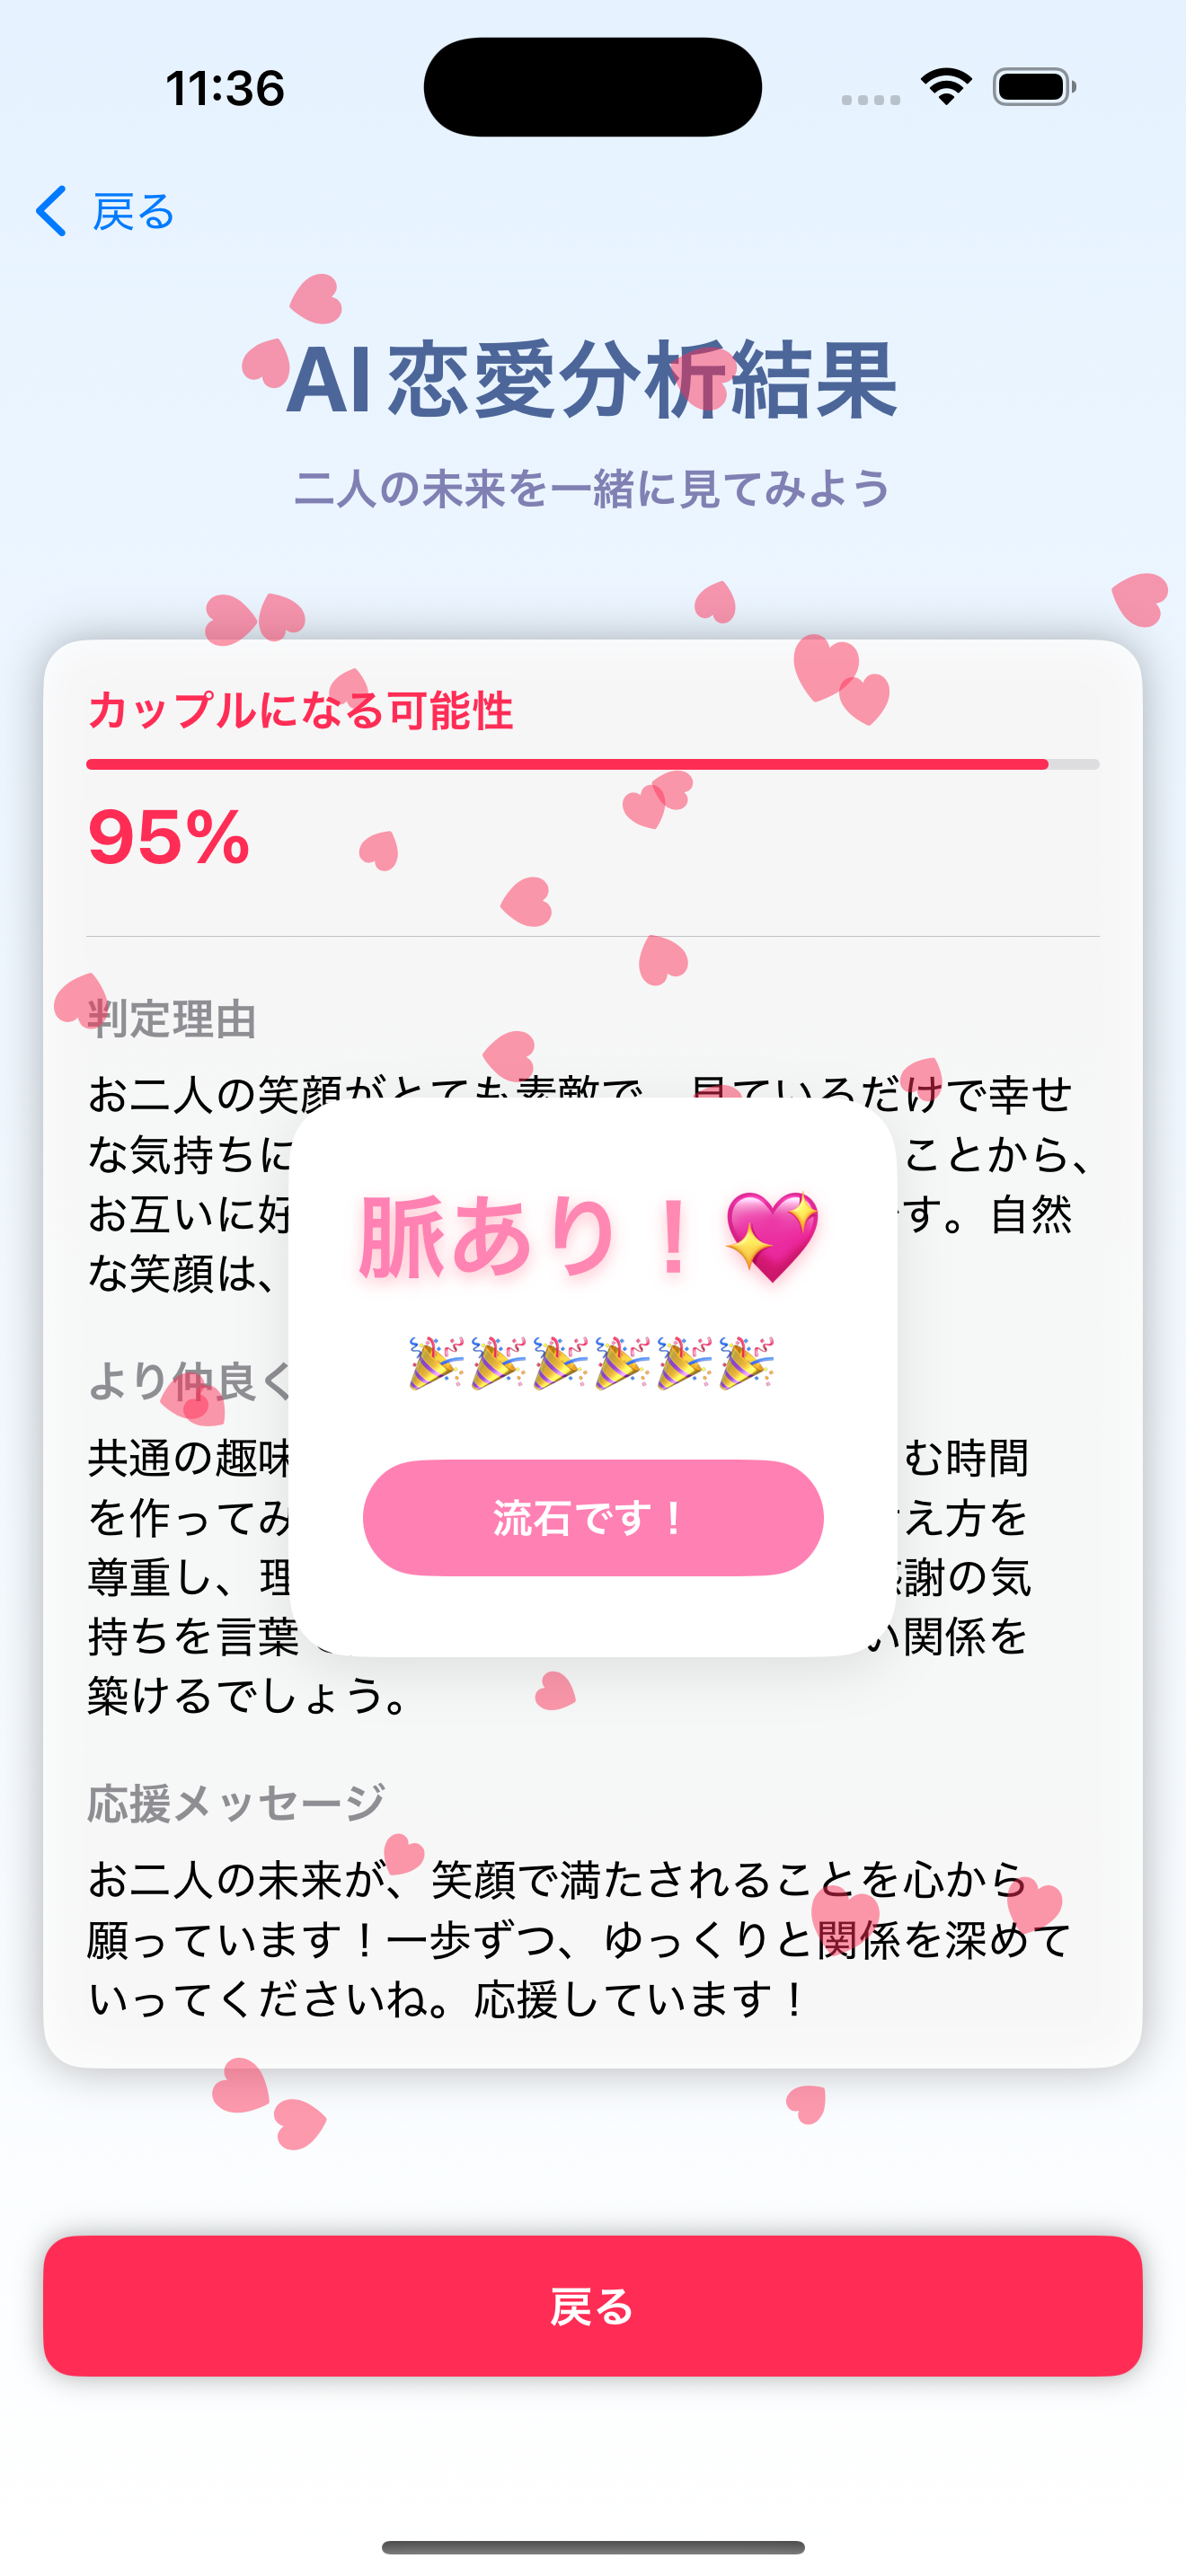 11:36
戻る
AI恋愛分析結果
二人の未来を一緒に見てみよう
カップルになる可能性
95%
判定理由
お二人の笑顔がとても素敵で、見ているだけで幸せ
な気持ちに ことから、
お互いに好 す。自然
な笑顔は、
より仲良く
共通の趣味 む時間
を作ってみ え方を
尊重し、理 感謝の気
持ちを言葉 い関係を
築けるでしょう。
脈あり！💖
🎉🎉🎉🎉🎉🎉
流石です！
応援メッセージ
お二人の未来が、笑顔で満たされることを心から
願っています！一歩ずつ、ゆっくりと関係を深めて
いってくださいね。応援しています！
戻る